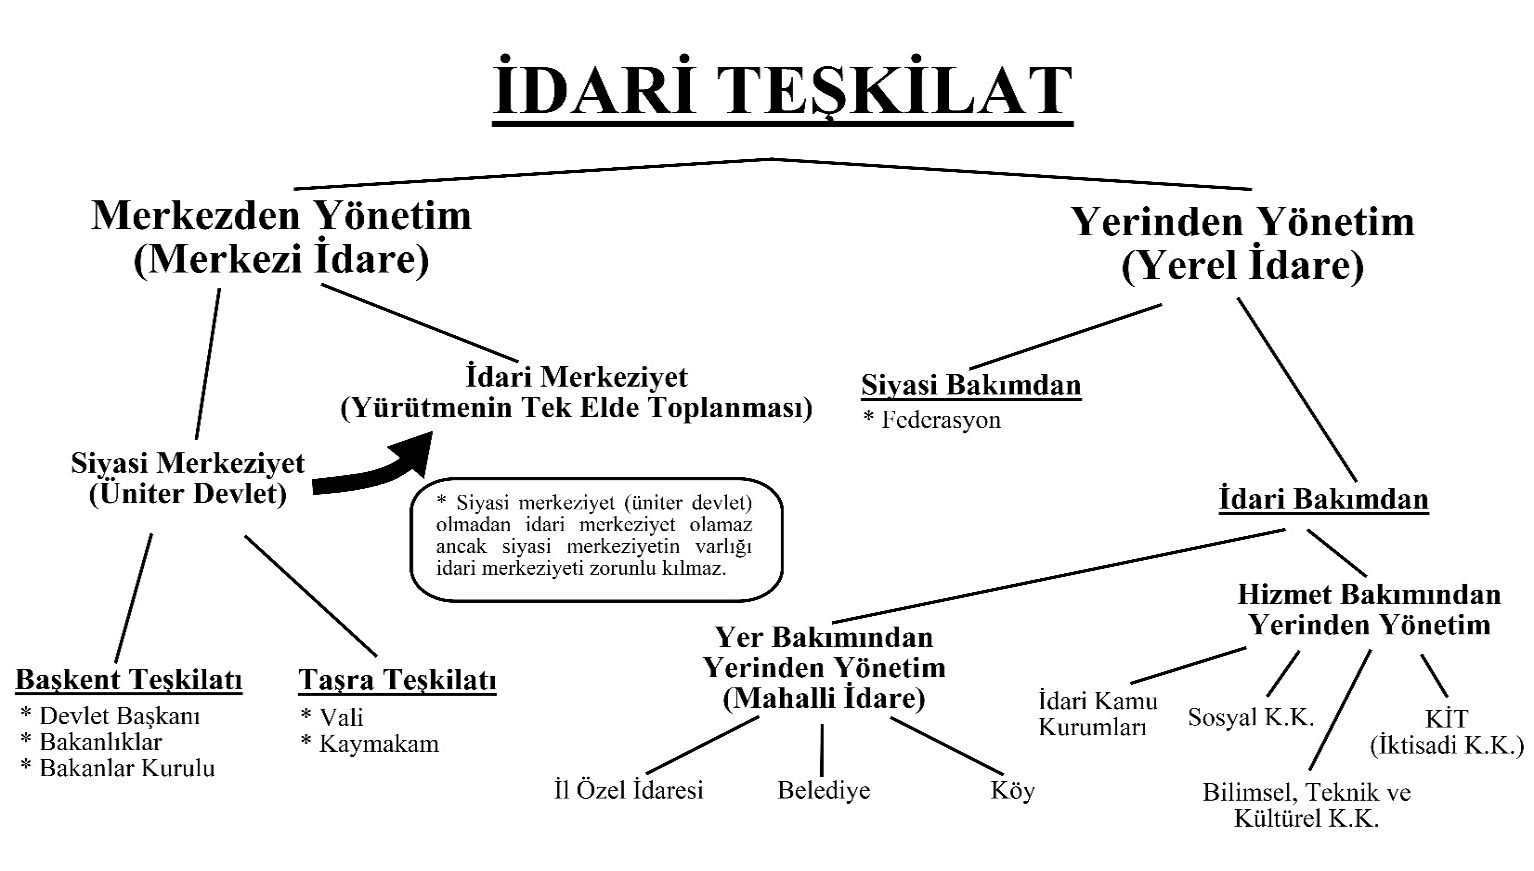 İDARİ TEŞKİLAT
Merkezden Yönetim
(Merkezi İdare)
Yerinden Yönetim
(Yerel İdare)
İdari Merkeziyet
(Yürütmenin Tek Elde Toplanması)
Siyasi Bakımdan
* Federasyon
Siyasi Merkeziyet
(Üniter Devlet)
* Siyasi merkeziyet (üniter devlet)
olmadan idari merkeziyet olamaz
ancak siyasi merkeziyetin varlığı
idari merkeziyeti zorunlu kılmaz.
İdari Bakımdan
Başkent Teşkilatı
* Devlet Başkanı
* Bakanlıklar
* Bakanlar Kurulu
Taşra Teşkilatı
* Vali
* Kaymakam
Yer Bakımından
Yerinden Yönetim
(Mahalli İdare)
İl Özel İdaresi
Belediye
Köy
Hizmet Bakımından
Yerinden Yönetim
İdari Kamu
Kurumları
Sosyal K.K.
Bilimsel, Teknik ve
Kültürel K.K.
KİT
(İktisadi K.K.)